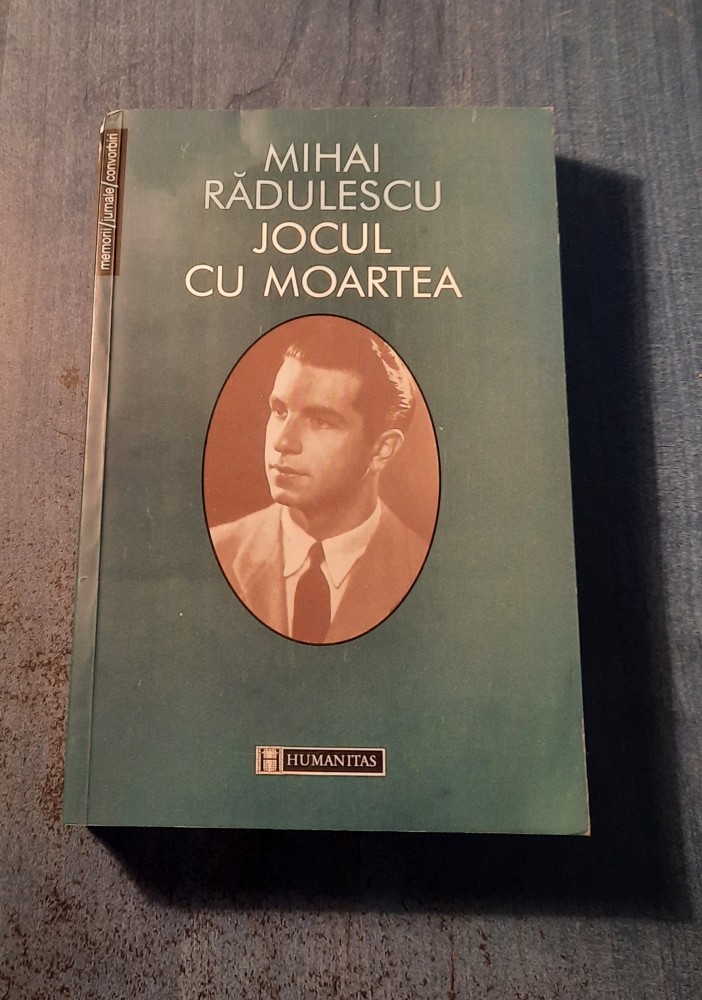 memorii/jurnale/convorbiri
MIHAI
RĂDULESCU
JOCUL
CU MOARTEA
HUMANITAS